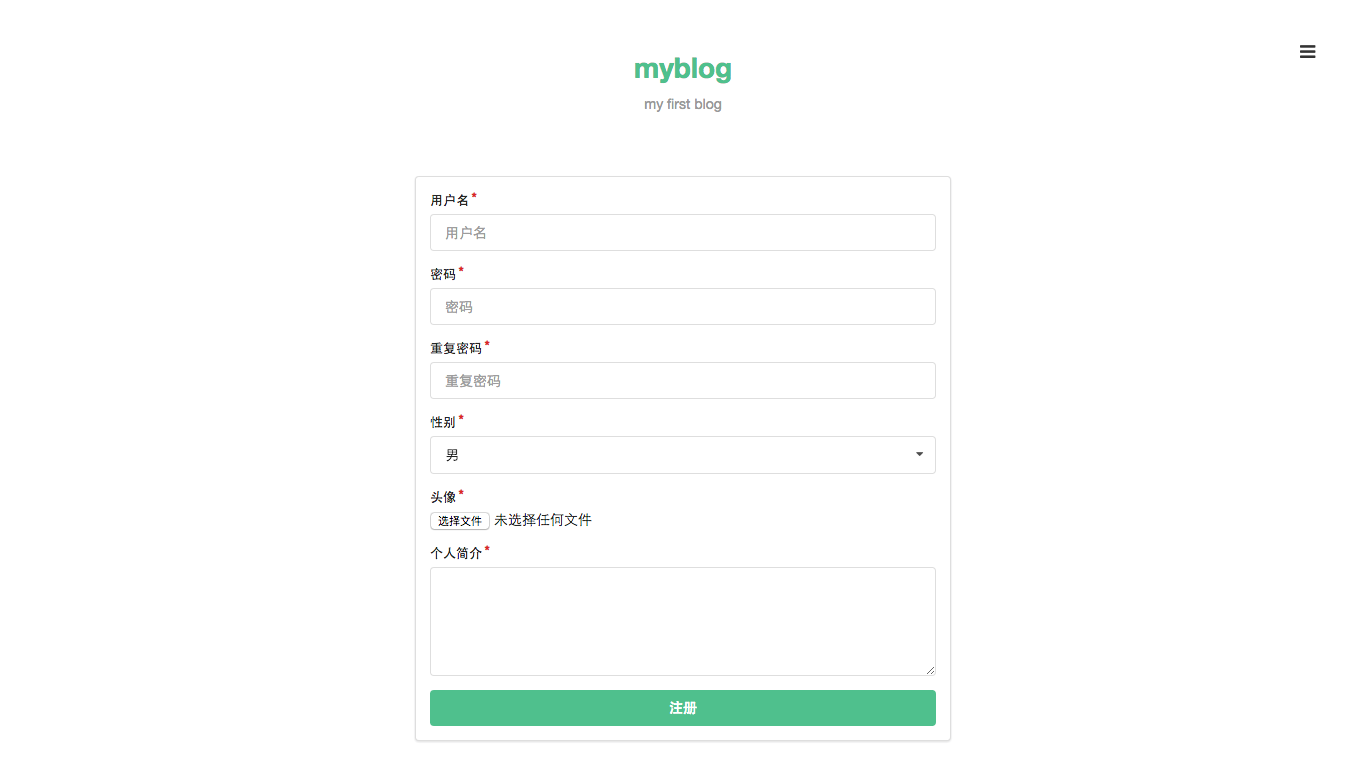 myblog
my first blog
用户名*
用户名
密码*
密码
重复密码*
重复密码
性别*
男
头像*
选择文件 未选择任何文件
个人简介*
注册